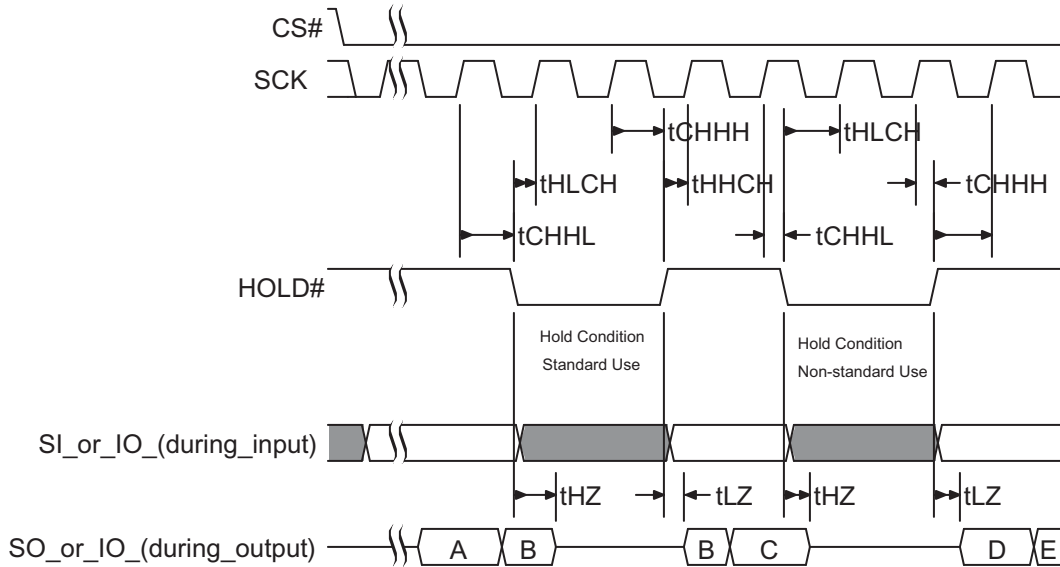 CS#
SCK
tCHHH tHLCH
tHLCH tHHCH tCHHH
tCHHL tCHHL
HOLD#
Hold Condition
Standard Use
Hold Condition
Non-standard Use
SI_or_IO_(during_input)
tHZ tLZ tHZ tLZ
SO_or_IO_(during_output) A B B C D E